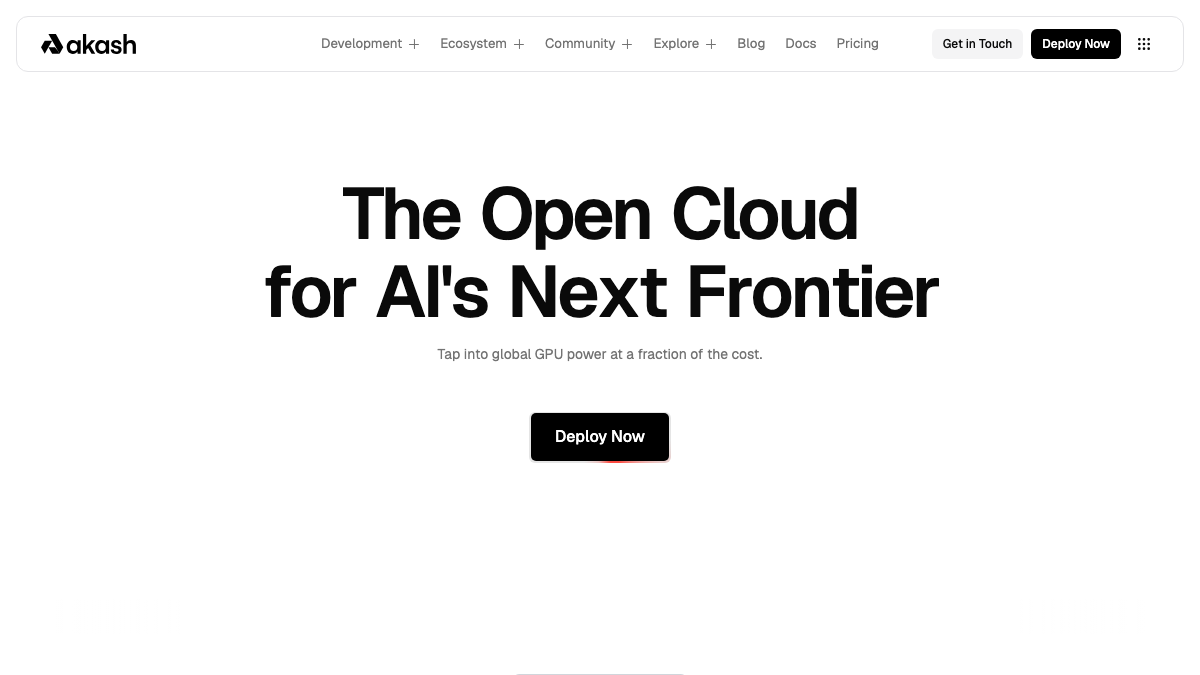 akash
Development
Ecosystem
Community
Explore
Blog
Docs
Pricing
Get in Touch
Deploy Now
The Open Cloud
for AI's Next Frontier
Tap into global GPU power at a fraction of the cost.
Deploy Now